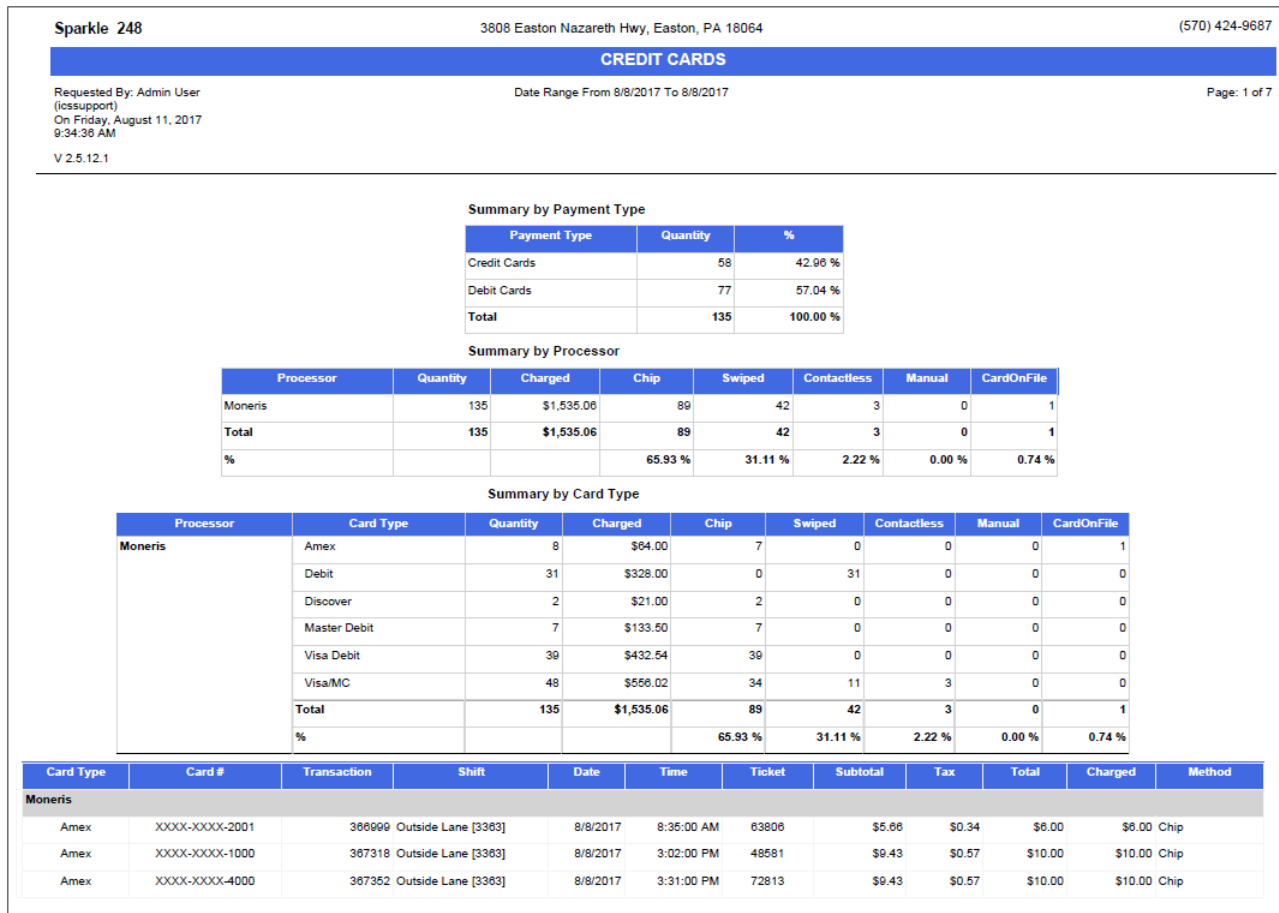 Sparkle 248 3808 Easton Nazareth Hwy, Easton, PA 18064 (570) 424-9687
CREDIT CARDS
Requested By: Admin User Date Range From 8/8/2017 To 8/8/2017 Page: 1 of 7
(icssupport)
On Friday, August 11, 2017
9:34:36 AM
V 2.5.12.1
Summary by Payment Type
Payment Type Quantity %
Credit Cards 58 42.96 %
Debit Cards 77 57.04 %
Total 135 100.00 %
Summary by Processor
Processor Quantity Charged Chip Swiped Contactless Manual CardOnFile
Moneris 135 $1,535.06 89 42 3 0 1
Total 135 $1,535.06 89 42 3 0 1
% 65.93 % 31.11 % 2.22 % 0.00 % 0.74 %
Summary by Card Type
Processor Card Type Quantity Charged Chip Swiped Contactless Manual CardOnFile
Moneris Amex 8 $64.00 7 0 0 0 1
Debit 31 $328.00 0 31 0 0 0
Discover 2 $21.00 2 0 0 0 0
Master Debit 7 $133.50 7 0 0 0 0
Visa Debit 39 $432.54 39 0 0 0 0
Visa/MC 48 $556.02 34 11 3 0 0
Total 135 $1,535.06 89 42 3 0 1
% 65.93 % 31.11 % 2.22 % 0.00 % 0.74 %
Card Type Card # Transaction Shift Date Time Ticket Subtotal Tax Total Charged Method
Moneris
Amex XXXX-XXXX-2001 366999 Outside Lane [3363] 8/8/2017 8:35:00 AM 63806 $5.66 $0.34 $6.00 $6.00 Chip
Amex XXXX-XXXX-1000 367318 Outside Lane [3363] 8/8/2017 3:02:00 PM 48581 $9.43 $0.57 $10.00 $10.00 Chip
Amex XXXX-XXXX-4000 367352 Outside Lane [3363] 8/8/2017 3:31:00 PM 72813 $9.43 $0.57 $10.00 $10.00 Chip